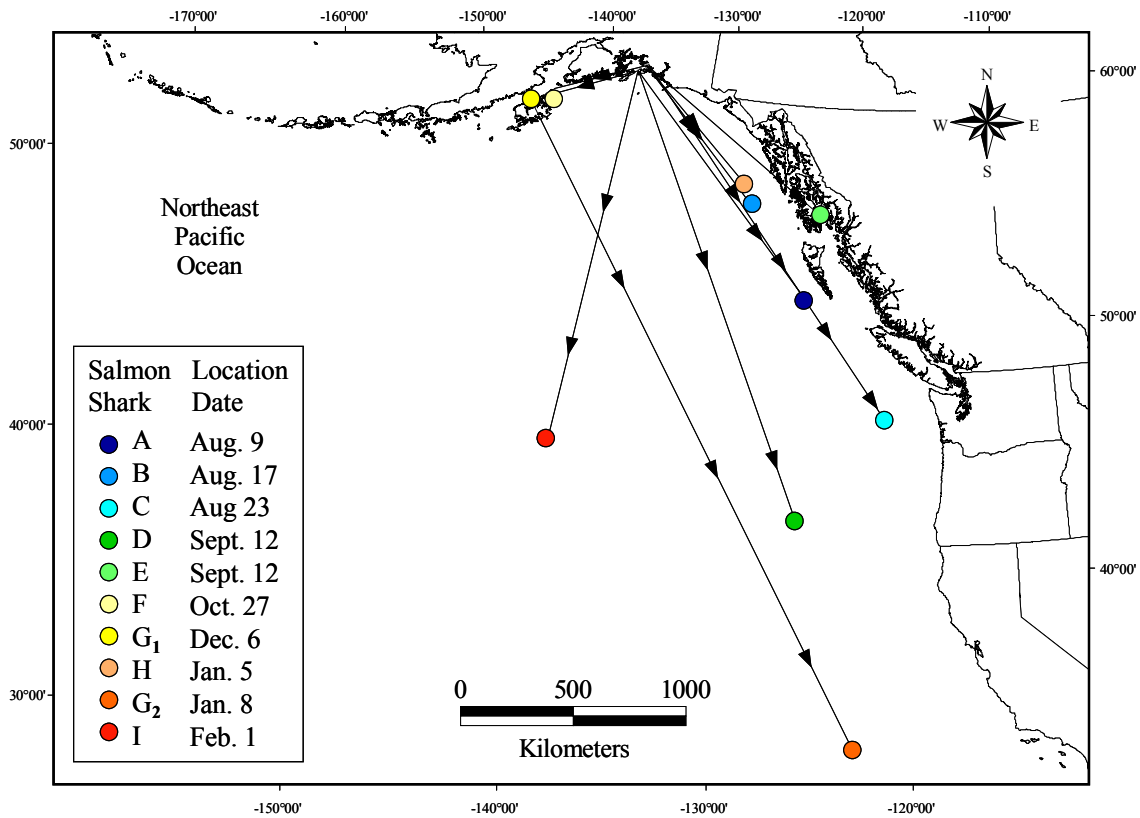 -170°00' -160°00' -150°00' -140°00' -130°00' -120°00' -110°00'
60°00'
N
W E
S
50°00'
Northeast
Pacific
Ocean
50°00'
Salmon Location
Shark Date
A Aug. 9
B Aug. 17
C Aug 23
D Sept. 12
E Sept. 12
F Oct. 27
G1 Dec. 6
H Jan. 5
G2 Jan. 8
I Feb. 1
40°00'
40°00'
30°00'
0 500 1000
Kilometers
-150°00' -140°00' -130°00' -120°00'